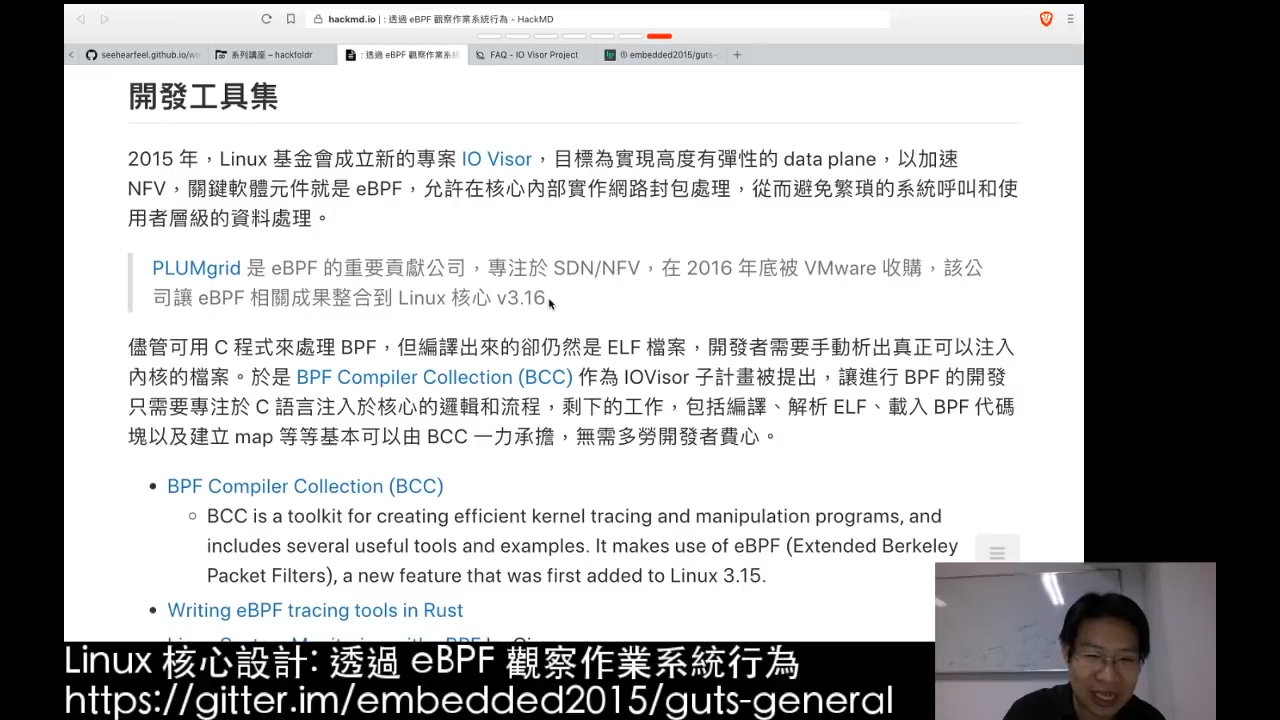 hackmd.io | : 透過 eBPF 觀察作業系統行為 - HackMD
seehearfeel.github.io/wo
系列講座 – hackfoldr
: 透過 eBPF 觀察作業系統
FAQ - IO Visor Project
embedded2015/guts-
開發工具集
2015 年，Linux 基金會成立新的專案 IO Visor，目標為實現高度有彈性的 data plane，以加速
NFV，關鍵軟體元件就是 eBPF，允許在核心內部實作網路封包處理，從而避免繁瑣的系統呼叫和使
用者層級的資料處理。
PLUMgrid 是 eBPF 的重要貢獻公司，專注於 SDN/NFV，在 2016 年底被 VMware 收購，該公
司讓 eBPF 相關成果整合到 Linux 核心 v3.16
儘管可用 C 程式來處理 BPF，但編譯出來的卻仍然是 ELF 檔案，開發者需要手動析出真正可以注入
內核的檔案。於是 BPF Compiler Collection (BCC) 作為 IOVisor 子計畫被提出，讓進行 BPF 的開發
只需要專注於 C 語言注入於核心的邏輯和流程，剩下的工作，包括編譯、解析 ELF、載入 BPF 代碼
塊以及建立 map 等等基本可以由 BCC 一力承擔，無需多勞開發者費心。
BPF Compiler Collection (BCC)
BCC is a toolkit for creating efficient kernel tracing and manipulation programs, and
includes several useful tools and examples. It makes use of eBPF (Extended Berkeley
Packet Filters), a new feature that was first added to Linux 3.15.
Writing eBPF tracing tools in Rust
Linux 核心設計: 透過 eBPF 觀察作業系統行為
https://gitter.im/embedded2015/guts-general